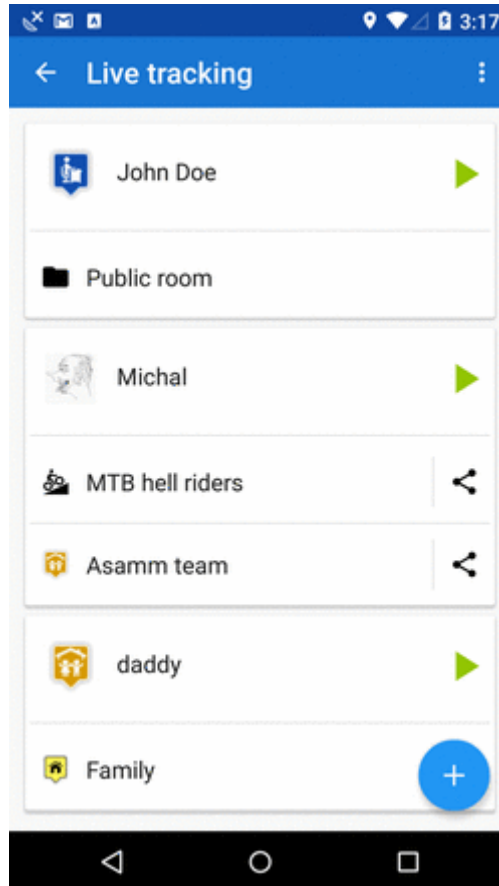 3:17
Live tracking
John Doe
Public room
Michal
MTB hell riders
Asamm team
daddy
Family